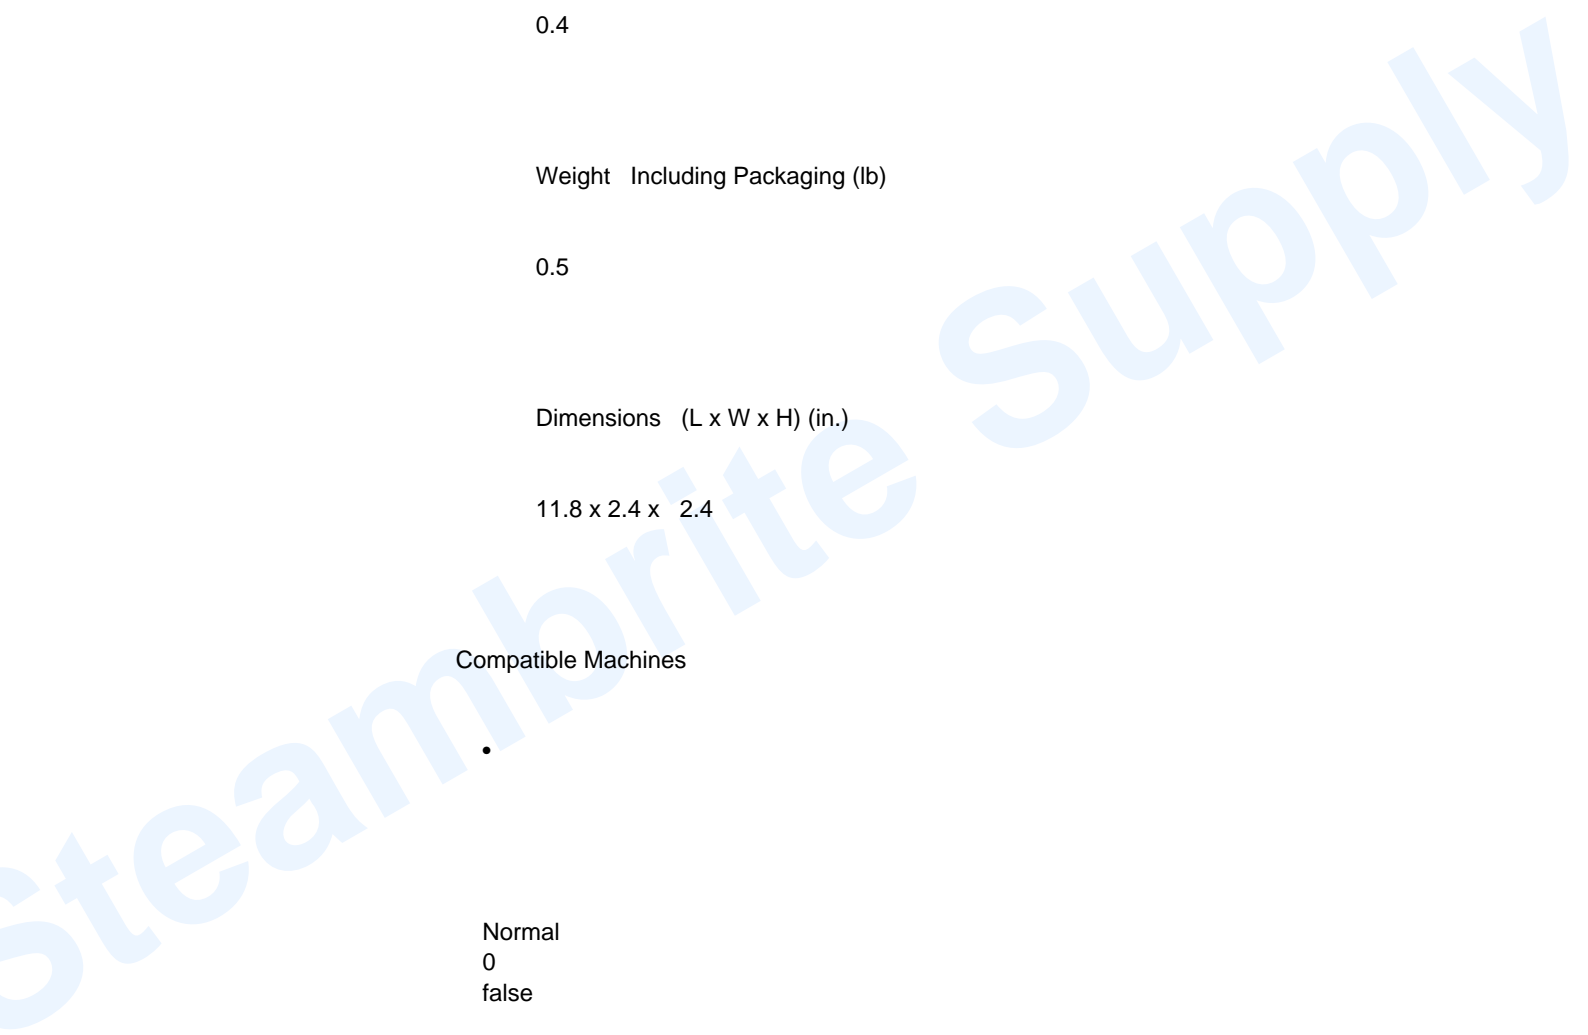 0.4
Weight   Including Packaging (lb)
0.5
Dimensions   (L x W x H) (in.)
11.8 x 2.4 x   2.4
Compatible Machines
•
Normal
0
false
Steambrite Supply